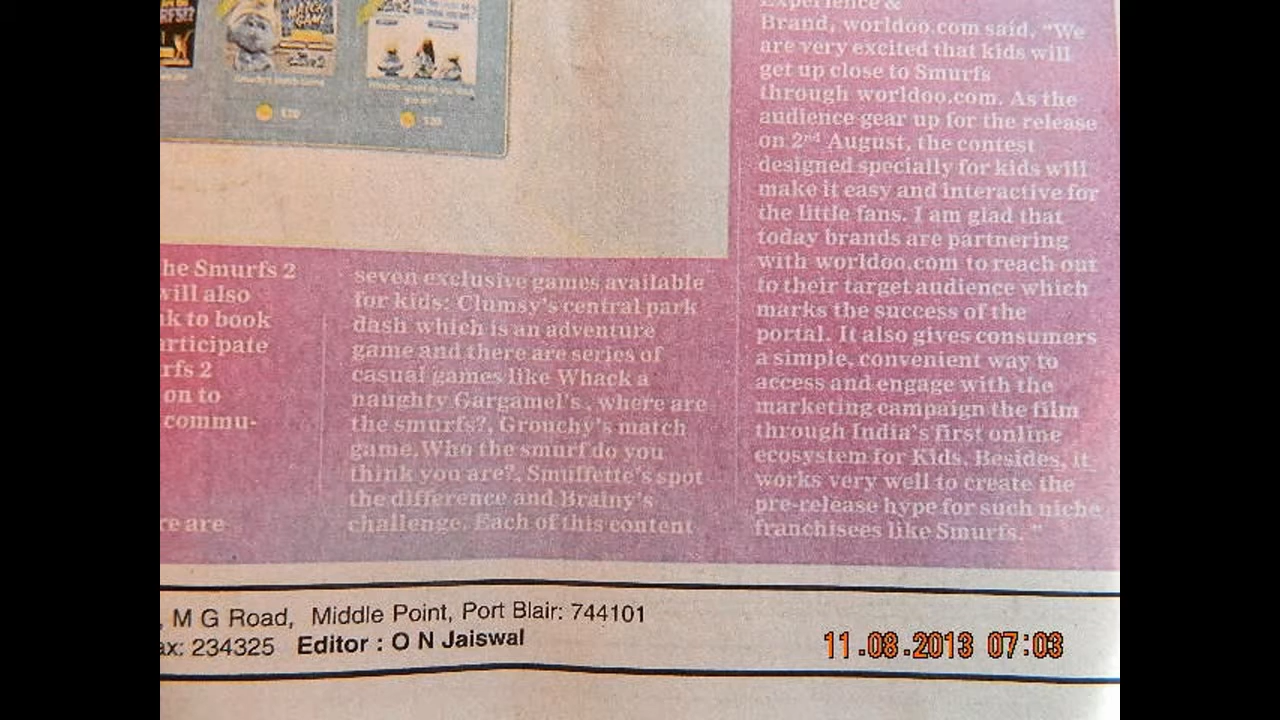 MATCH
GAME
you are?
he Smurfs 2
will also
nk to book
articipate
rfs 2
on to
commu-
re are
seven exclusive games available
for kids: Clumsy's central park
dash which is an adventure
game and there are series of
casual games like Whack a
naughty Gargamel's , where are
the smurfs?, Grouchy's match
game.Who the smurf do you
think you are?, Smuffette's spot
the difference and Brainy's
challenge. Each of this content
Experience &
Brand, worldoo.com said, "We
are very excited that kids will
get up close to Smurfs
through worldoo.com. As the
audience gear up for the release
on 2nd August, the contest
designed specially for kids will
make it easy and interactive for
the little fans. I am glad that
today brands are partnering
with worldoo.com to reach out
to their target audience which
marks the success of the
portal. It also gives consumers
a simple, convenient way to
access and engage with the
marketing campaign the film
through India's first online
ecosystem for Kids. Besides, it
works very well to create the
pre-release hype for such niche
franchisees like Smurfs. "
, M G Road, Middle Point, Port Blair: 744101
ax: 234325 Editor : O N Jaiswal
11.08.2013 07:03